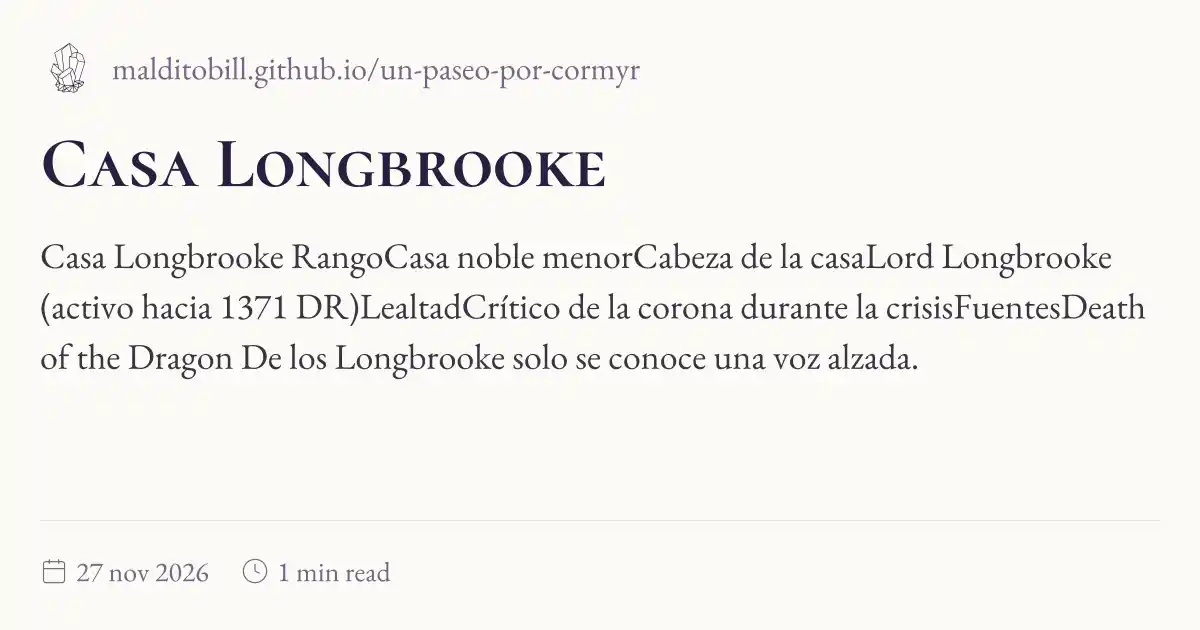 malditobill.github.io/un-paseo-por-cormyr
Casa Longbrooke
Casa Longbrooke RangoCasa noble menorCabeza de la casaLord Longbrooke
(activo hacia 1371 DR)LealtadCrítico de la corona durante la crisisFuentesDeath
of the Dragon De los Longbrooke solo se conoce una voz alzada.
27 nov 2026
1 min read